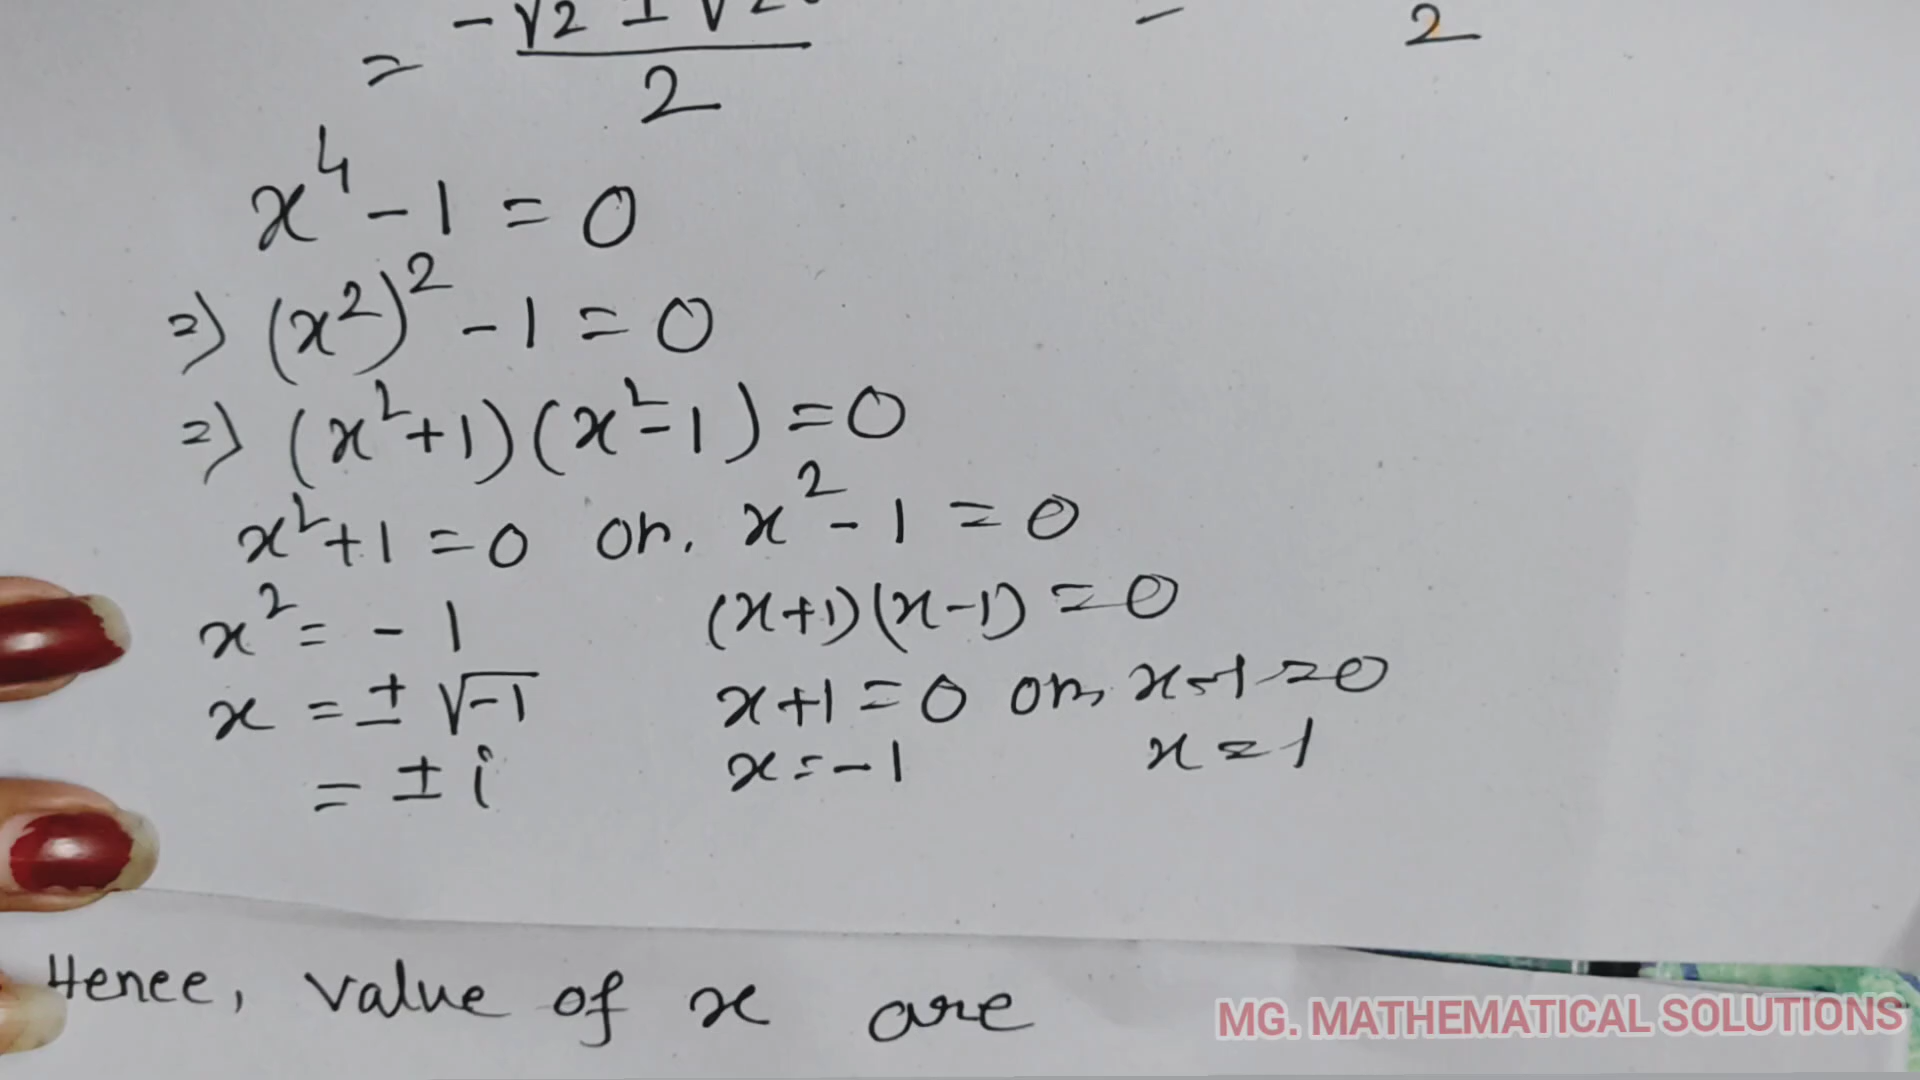 = -√2 ± √2
2
- 2
x⁴ - 1 = 0
⇒ (x²)² - 1 = 0
⇒ (x²+1)(x²-1) = 0
x²+1 = 0 or, x² - 1 = 0
x² = - 1 (x+1)(x-1) = 0
x = ± √-1 x+1 = 0 or, x-1 = 0
= ± i x = -1 x = 1
Hence, value of x are
MG. MATHEMATICAL SOLUTIONS